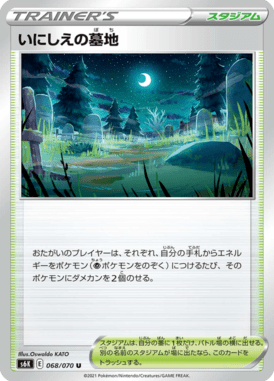 TRAINER'S
スタジアム
いにしえの墓地
おたがいのプレイヤーは、それぞれ、自分の手札からエネル
ギーをポケモン(超ポケモンをのぞく)につけるたび、その
ポケモンにダメカンを2個のせる。
Illus.Oswaldo KATO
S6K E 068/070 U
スタジアムは、自分の番に1枚だけ、バトル場の横に出せる。
別の名前のスタジアムが場に出たなら、このカードを
トラッシュする。
©2021 Pokémon/Nintendo/Creatures/GAME FREAK.